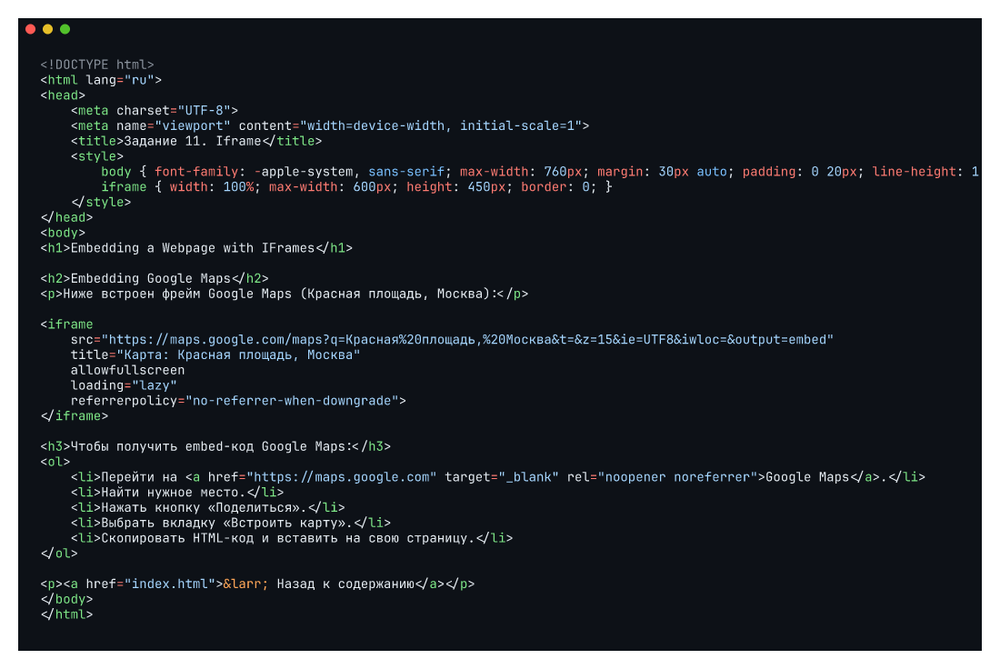 <!DOCTYPE html>
<html lang="ru">
<head>
    <meta charset="UTF-8">
    <meta name="viewport" content="width=device-width, initial-scale=1">
    <title>Задание 11. Iframe</title>
    <style>
        body { font-family: -apple-system, sans-serif; max-width: 760px; margin: 30px auto; padding: 0 20px; line-height: 1
        iframe { width: 100%; max-width: 600px; height: 450px; border: 0; }
    </style>
</head>
<body>
<h1>Embedding a Webpage with IFrames</h1>

<h2>Embedding Google Maps</h2>
<p>Ниже встроен фрейм Google Maps (Красная площадь, Москва):</p>

<iframe
    src="https://maps.google.com/maps?q=Красная%20площадь,%20Москва&t=&z=15&ie=UTF8&iwloc=&output=embed"
    title="Карта: Красная площадь, Москва"
    allowfullscreen
    loading="lazy"
    referrerpolicy="no-referrer-when-downgrade">
</iframe>

<h3>Чтобы получить embed-код Google Maps:</h3>
<ol>
    <li>Перейти на <a href="https://maps.google.com" target="_blank" rel="noopener noreferrer">Google Maps</a>.</li>
    <li>Найти нужное место.</li>
    <li>Нажать кнопку «Поделиться».</li>
    <li>Выбрать вкладку «Встроить карту».</li>
    <li>Скопировать HTML-код и вставить на свою страницу.</li>
</ol>

<p><a href="index.html">&larr; Назад к содержанию</a></p>
</body>
</html>